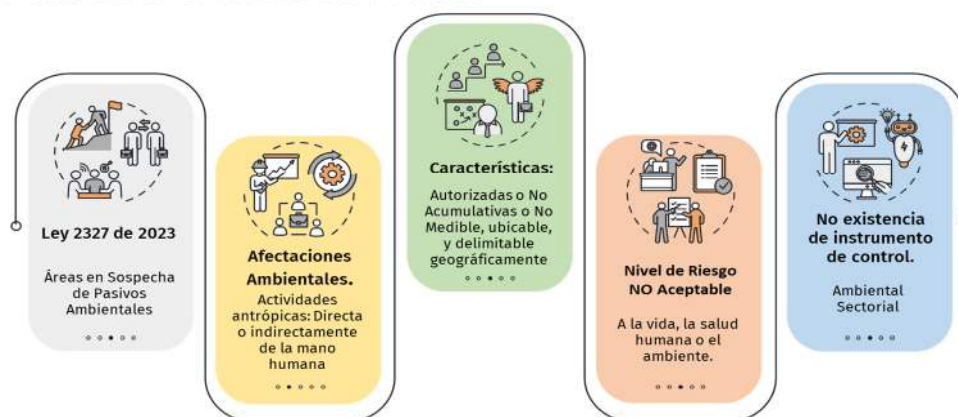 Ley 2327 de 2023
Áreas en Sospecha
de Pasivos
Ambientales
Afectaciones
Ambientales.
Actividades
antrópicas: Directa
o indirectamente
de la mano
humana
Características:
Autorizadas o No
Acumulativas o No
Medible, ubicable,
y delimitable
geográficamente
Nivel de Riesgo
NO Aceptable
A la vida, la salud
humana o el
ambiente.
No existencia
de instrumento
de control.
Ambiental
Sectorial